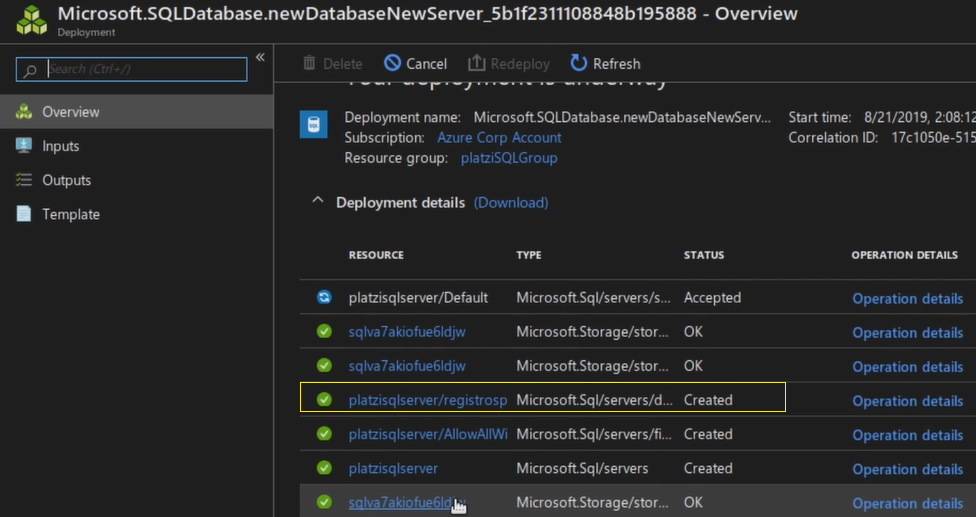 Microsoft.SQLDatabase.newDatabaseNewServer_5b1f2311108848b195888 - Overview
Deployment
Search (Ctrl+/)
«
Overview
Inputs
Outputs
Template
Delete Cancel Redeploy Refresh
Your deployment is underway
Deployment name: Microsoft.SQLDatabase.newDatabaseNewServ... Start time: 8/21/2019, 2:08:12
Subscription: Azure Corp Account Correlation ID: 17c1050e-515
Resource group: platziSQLGroup
Deployment details (Download)
RESOURCE TYPE STATUS OPERATION DETAILS
platzisqlserver/Default Microsoft.Sql/servers/s... Accepted Operation details
sqlva7akiofue6ldjw Microsoft.Storage/stor... OK Operation details
sqlva7akiofue6ldjw Microsoft.Storage/stor... OK Operation details
platzisqlserver/registrosp Microsoft.Sql/servers/d... Created Operation details
platzisqlserver/AllowAllWi Microsoft.Sql/servers/fi... Created Operation details
platzisqlserver Microsoft.Sql/servers Created Operation details
sqlva7akiofue6ldjw Microsoft.Storage/stor... OK Operation details